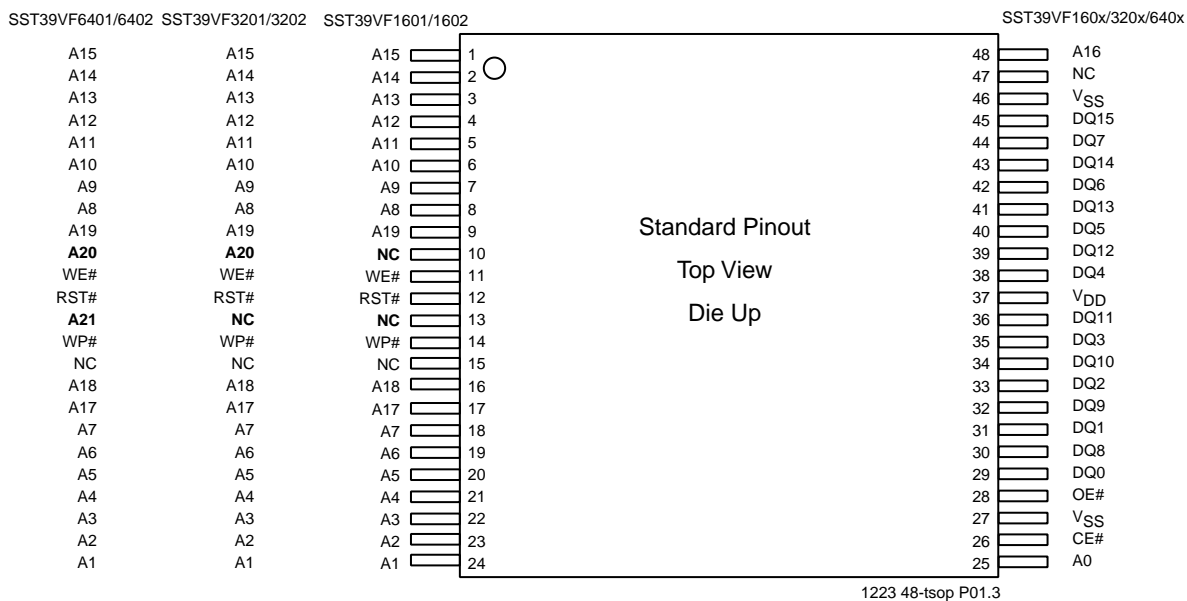 SST39VF6401/6402 SST39VF3201/3202 SST39VF1601/1602 SST39VF160x/320x/640x
A15 A15 A15 1 48 A16
A14 A14 A14 2 47 NC
A13 A13 A13 3 46 VSS
A12 A12 A12 4 45 DQ15
A11 A11 A11 5 44 DQ7
A10 A10 A10 6 43 DQ14
A9 A9 A9 7 42 DQ6
A8 A8 A8 8 41 DQ13
A19 A19 A19 9 Standard Pinout 40 DQ5
A20 A20 NC 10 39 DQ12
WE# WE# WE# 11 Top View 38 DQ4
RST# RST# RST# 12 37 VDD
A21 NC NC 13 Die Up 36 DQ11
WP# WP# WP# 14 35 DQ3
NC NC NC 15 34 DQ10
A18 A18 A18 16 33 DQ2
A17 A17 A17 17 32 DQ9
A7 A7 A7 18 31 DQ1
A6 A6 A6 19 30 DQ8
A5 A5 A5 20 29 DQ0
A4 A4 A4 21 28 OE#
A3 A3 A3 22 27 VSS
A2 A2 A2 23 26 CE#
A1 A1 A1 24 25 A0
1223 48-tsop P01.3